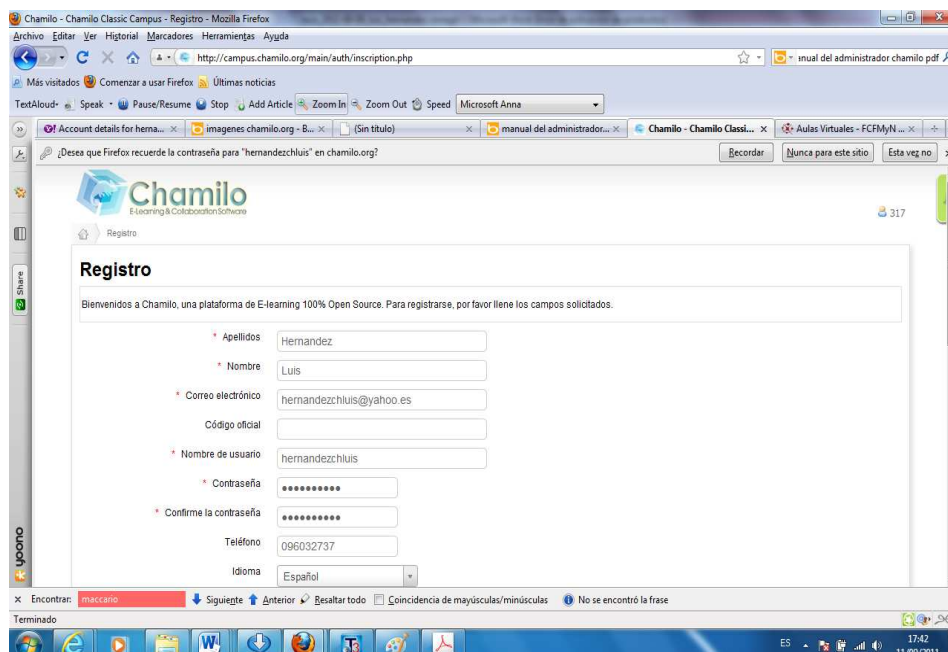 Chamilo - Chamilo Classic Campus - Registro - Mozilla Firefox
Archivo Editar Ver Historial Marcadores Herramientas Ayuda
http://campus.chamilo.org/main/auth/inscription.php
anual del administrador chamilo pdf
Más visitados Comenzar a usar Firefox Últimas noticias
TextAloud- Speak Pause/Resume Stop Add Article Zoom In Zoom Out Speed Microsoft Anna
Account details for herna... imagenes chamilo.org - B... (Sin título) manual del administrador... Chamilo - Chamilo Classi... Aulas Virtuales - FCFMyN ...
¿Desea que Firefox recuerde la contraseña para "hernandezchluis" en chamilo.org? Recordar Nunca para este sitio Esta vez no
Chamilo
E-Learning & Collaboration Software
317
Registro
Share
Registro
Bienvenidos a Chamilo, una plataforma de E-learning 100% Open Source. Para registrarse, por favor llene los campos solicitados.
* Apellidos Hernandez
* Nombre Luis
* Correo electrónico hernandezchluis@yahoo.es
Código oficial
* Nombre de usuario hernandezchluis
* Contraseña ••••••••••
* Confirme la contraseña ••••••••••
Teléfono 096032737
Idioma Español
yoono
Encontrar: maccario Siguiente Anterior Resaltar todo Coincidencia de mayúsculas/minúsculas No se encontró la frase
Terminado
ES 17:42
11/09/2011